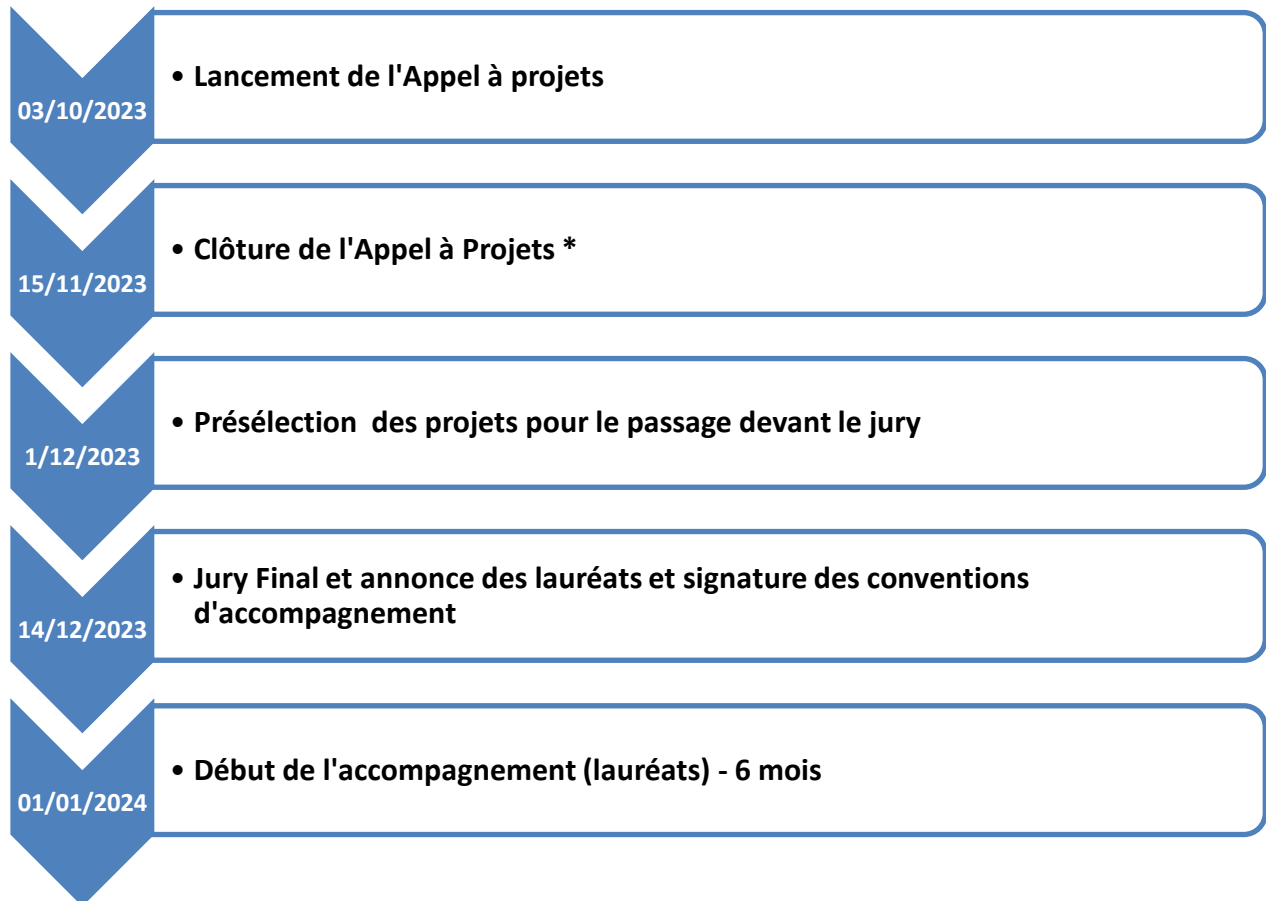 03/10/2023
• Lancement de l'Appel à projets
15/11/2023
• Clôture de l'Appel à Projets *
1/12/2023
• Présélection des projets pour le passage devant le jury
14/12/2023
• Jury Final et annonce des lauréats et signature des conventions
d'accompagnement
01/01/2024
• Début de l'accompagnement (lauréats) - 6 mois